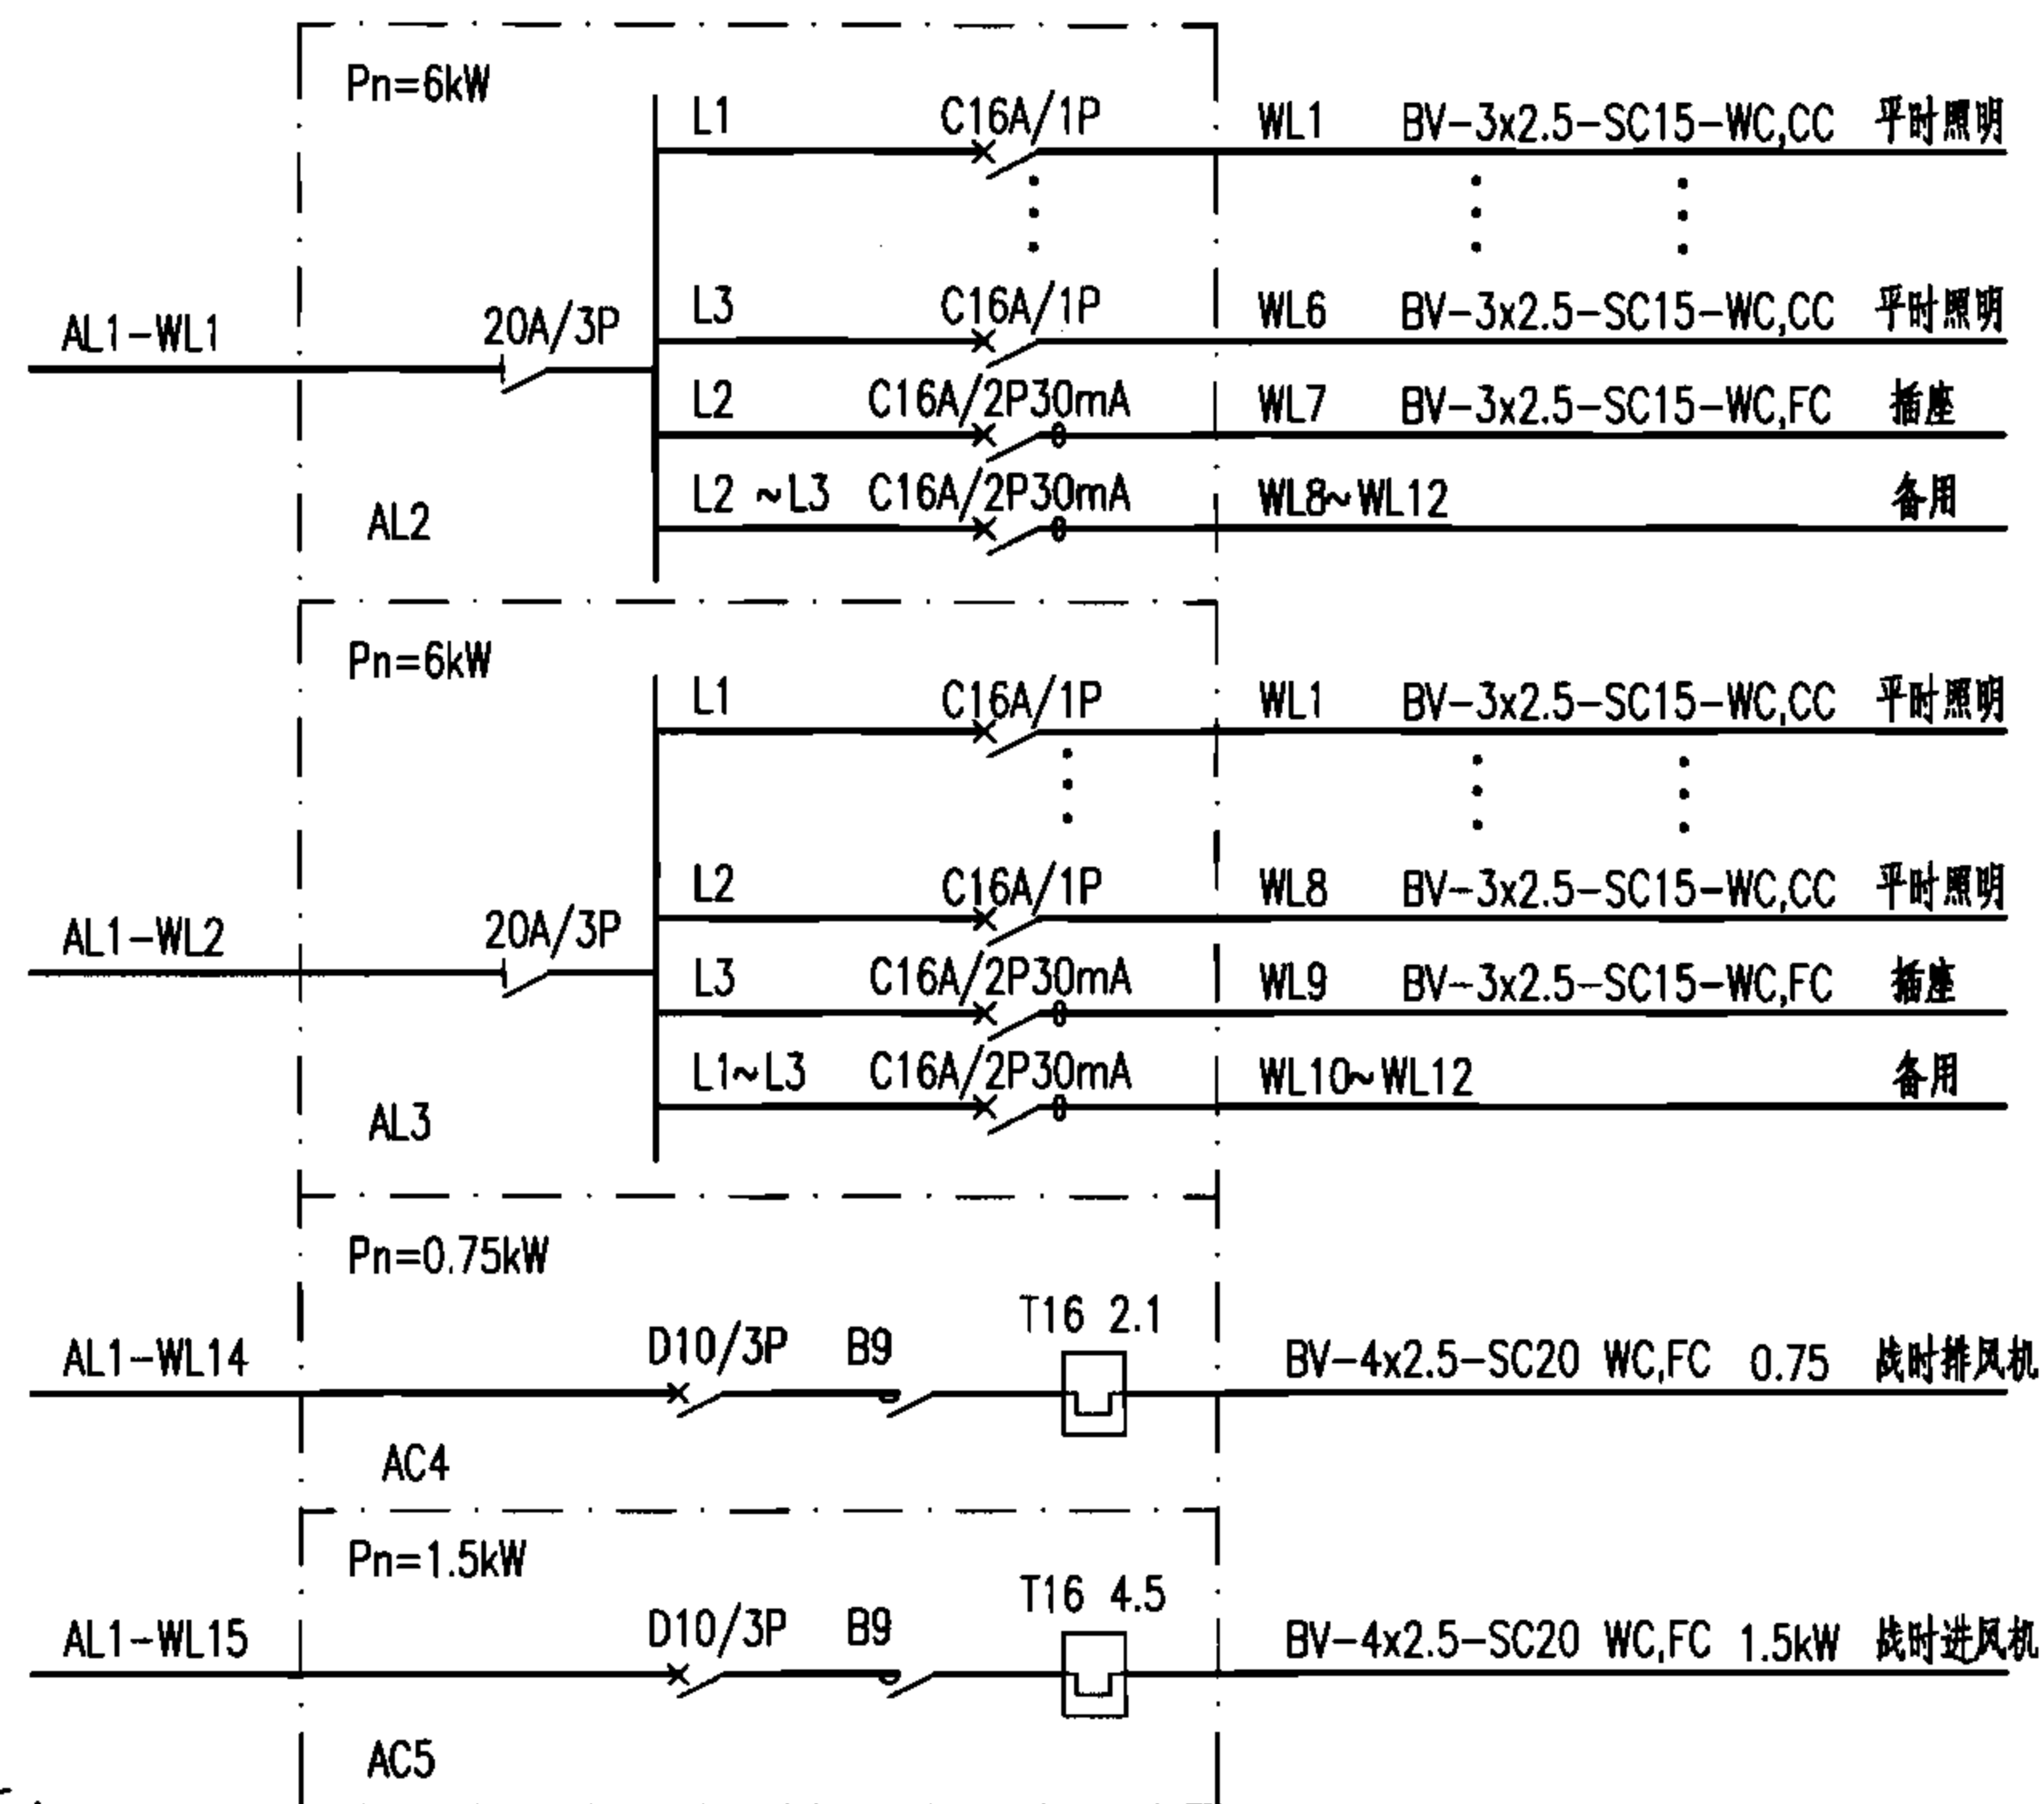 Pn=6kW
L1 C16A/1P WL1 BV-3x2.5-SC15-WC,CC 平时照明
L3 C16A/1P WL6 BV-3x2.5-SC15-WC,CC 平时照明
AL1-WL1 20A/3P
L2 C16A/2P30mA WL7 BV-3x2.5-SC15-WC,FC 插座
L2 ~L3 C16A/2P30mA WL8~WL12 备用
AL2
Pn=6kW
L1 C16A/1P WL1 BV-3x2.5-SC15-WC,CC 平时照明
L2 C16A/1P WL8 BV-3x2.5-SC15-WC,CC 平时照明
AL1-WL2 20A/3P
L3 C16A/2P30mA WL9 BV-3x2.5-SC15-WC,FC 插座
L1~L3 C16A/2P30mA WL10~WL12 备用
AL3
Pn=0.75kW
T16 2.1
AL1-WL14 D10/3P B9 BV-4x2.5-SC20 WC,FC 0.75 战时排风机
AC4
Pn=1.5kW
T16 4.5
AL1-WL15 D10/3P B9 BV-4x2.5-SC20 WC,FC 1.5kW 战时进风机
AC5